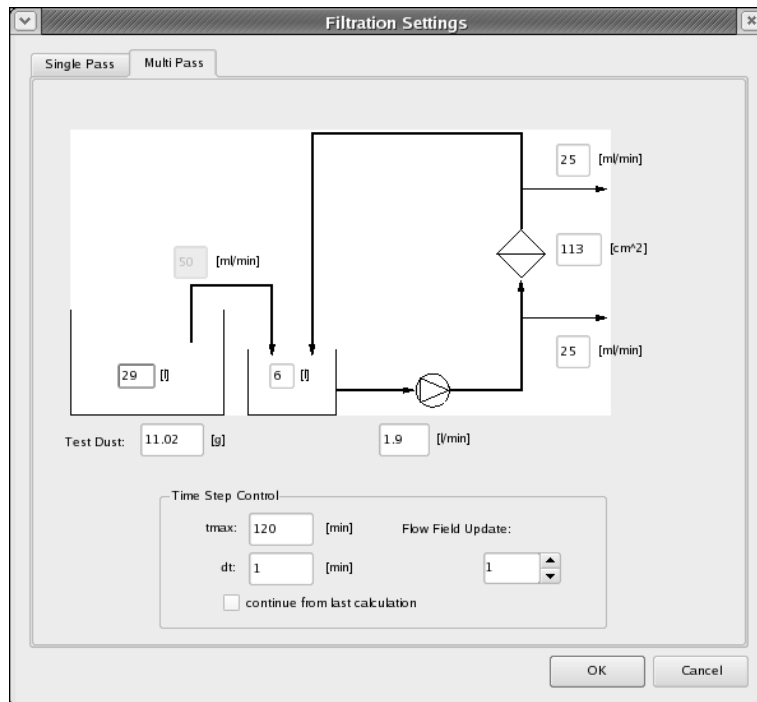 Filtration Settings
Single Pass
Multi Pass
25 [ml/min]
50 [ml/min]
113 [cm^2]
29 [l]
6 [l]
25 [ml/min]
Test Dust: 11.02 [g]
1.9 [l/min]
Time Step Control
tmax: 120 [min]
Flow Field Update:
dt: 1 [min]
1
continue from last calculation
OK
Cancel